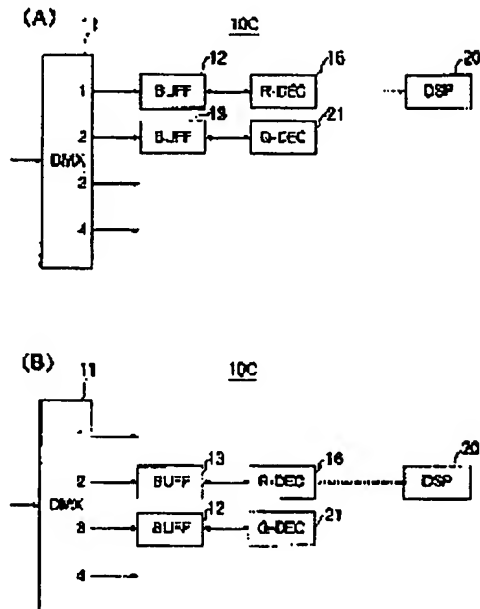 (A)
11
10C
12
16
20
1
BUFF
R-DEC
DSP
13
21
2
BUFF
Q-DEC
DMX
3
4
(B)
11
10C
13
16
20
1
2
BUFF
R-DEC
DSP
12
21
DMX
3
BUFF
Q-DEC
4